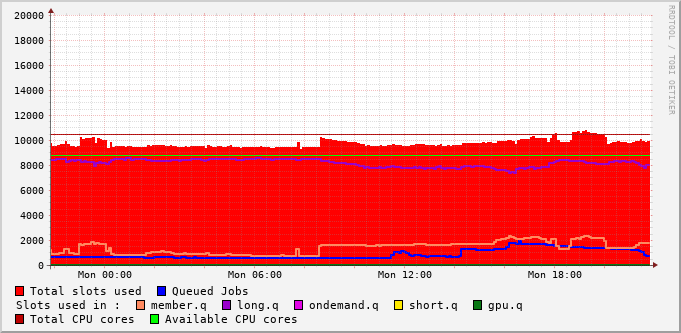 20000
18000
16000
14000
12000
10000
8000
6000
4000
2000
0
Mon 00:00 Mon 06:00 Mon 12:00 Mon 18:00
RRDTOOL / TOBI OETIKER
Total slots used Queued Jobs
Slots used in : member.q long.q ondemand.q short.q gpu.q
Total CPU cores Available CPU cores